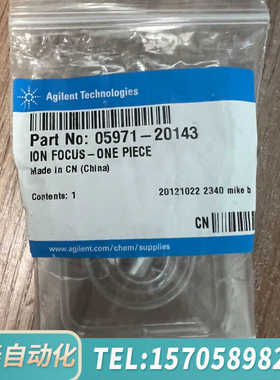 Agilent Technologies
Part No: 05971-20143
ION FOCUS-ONE PIECE
Made in CN (China)
Contents: 1
20121022 2340 mike b
CN
www.agilent.com/chem/supplies
自动化
TEL:1570589982